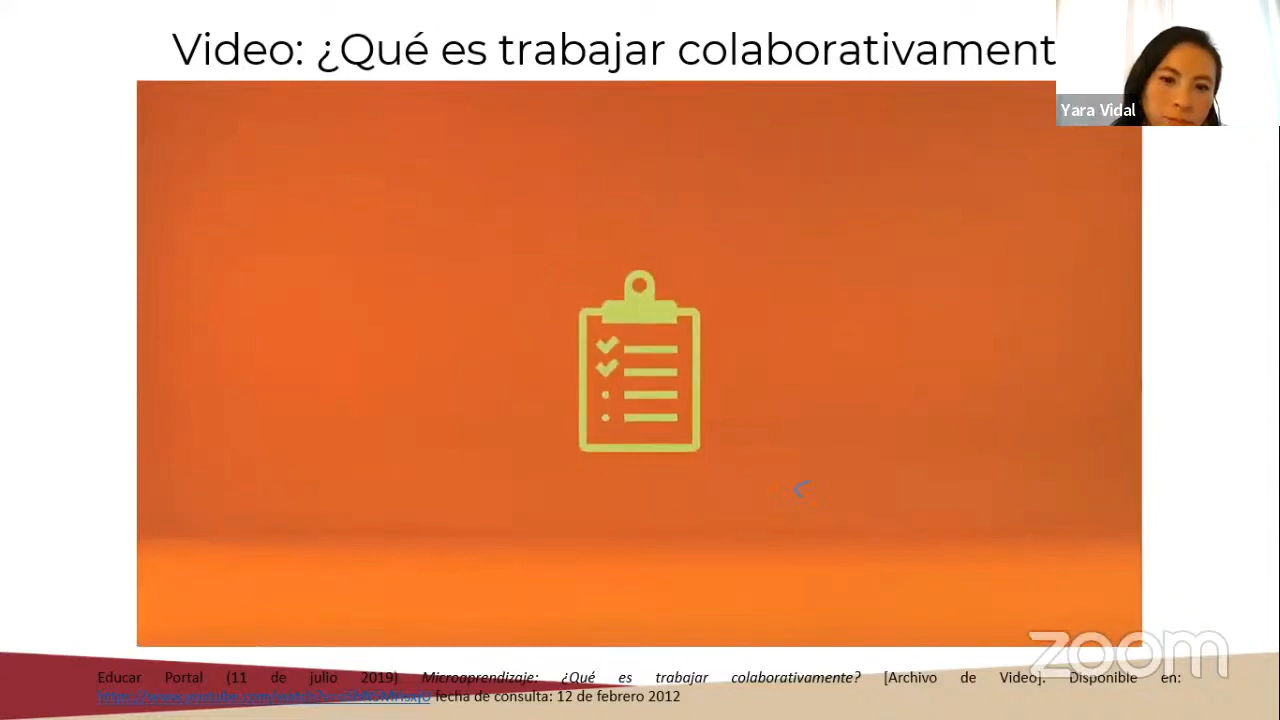 Video: ¿Qué es trabajar colaborativament
Yara Vidal
zoom
Educar Portal (11 de julio 2019) Microaprendizaje: ¿Qué es trabajar colaborativamente? [Archivo de Video]. Disponible en:
fecha de consulta: 12 de febrero 2012